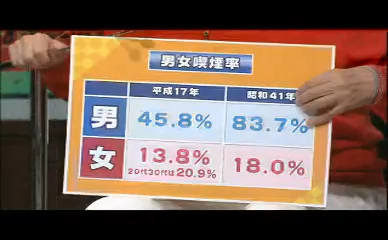 男女喫煙率
平成17年 昭和41年
男 45.8% 83.7%
女 13.8% 18.0%
20代30代は20.9%